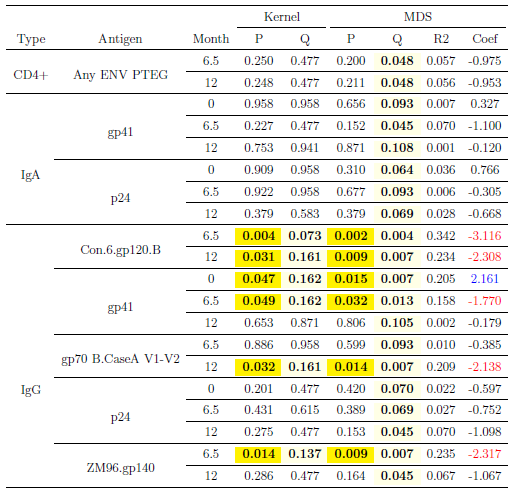 Kernel MDS
Type Antigen Month P Q P Q R2 Coef
CD4+ Any ENV PTEG 6.5 0.250 0.477 0.200 0.048 0.057 -0.975
12 0.248 0.477 0.211 0.048 0.056 -0.953
IgA gp41 0 0.958 0.958 0.656 0.093 0.007 0.327
6.5 0.227 0.477 0.152 0.045 0.070 -1.100
12 0.753 0.941 0.871 0.108 0.001 -0.120
p24 0 0.909 0.958 0.310 0.064 0.036 0.766
6.5 0.922 0.958 0.677 0.093 0.006 -0.305
12 0.379 0.583 0.379 0.069 0.028 -0.668
IgG Con.6.gp120.B 6.5 0.004 0.073 0.002 0.004 0.342 -3.116
12 0.031 0.161 0.009 0.007 0.234 -2.308
gp41 0 0.047 0.162 0.015 0.007 0.205 2.161
6.5 0.049 0.162 0.032 0.013 0.158 -1.770
12 0.653 0.871 0.806 0.105 0.002 -0.179
gp70 B.CaseA V1-V2 6.5 0.886 0.958 0.599 0.093 0.010 -0.385
12 0.032 0.161 0.014 0.007 0.209 -2.138
p24 0 0.201 0.477 0.420 0.070 0.022 -0.597
6.5 0.431 0.615 0.389 0.069 0.027 -0.752
12 0.275 0.477 0.153 0.045 0.070 -1.098
ZM96.gp140 6.5 0.014 0.137 0.009 0.007 0.235 -2.317
12 0.286 0.477 0.164 0.045 0.067 -1.067